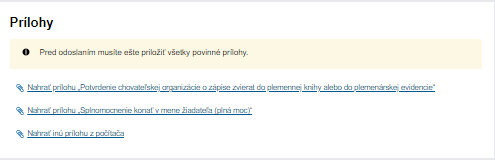 Prílohy
Pred odoslaním musíte ešte priložiť všetky povinné prílohy.
Nahrať prílohu „Potvrdenie chovateľskej organizácie o zápise zvierat do plemennej knihy alebo do plemenárskej evidencie"
Nahrať prílohu „Splnomocnenie konať v mene žiadateľa (plná moc)"
Nahrať inú prílohu z počítača